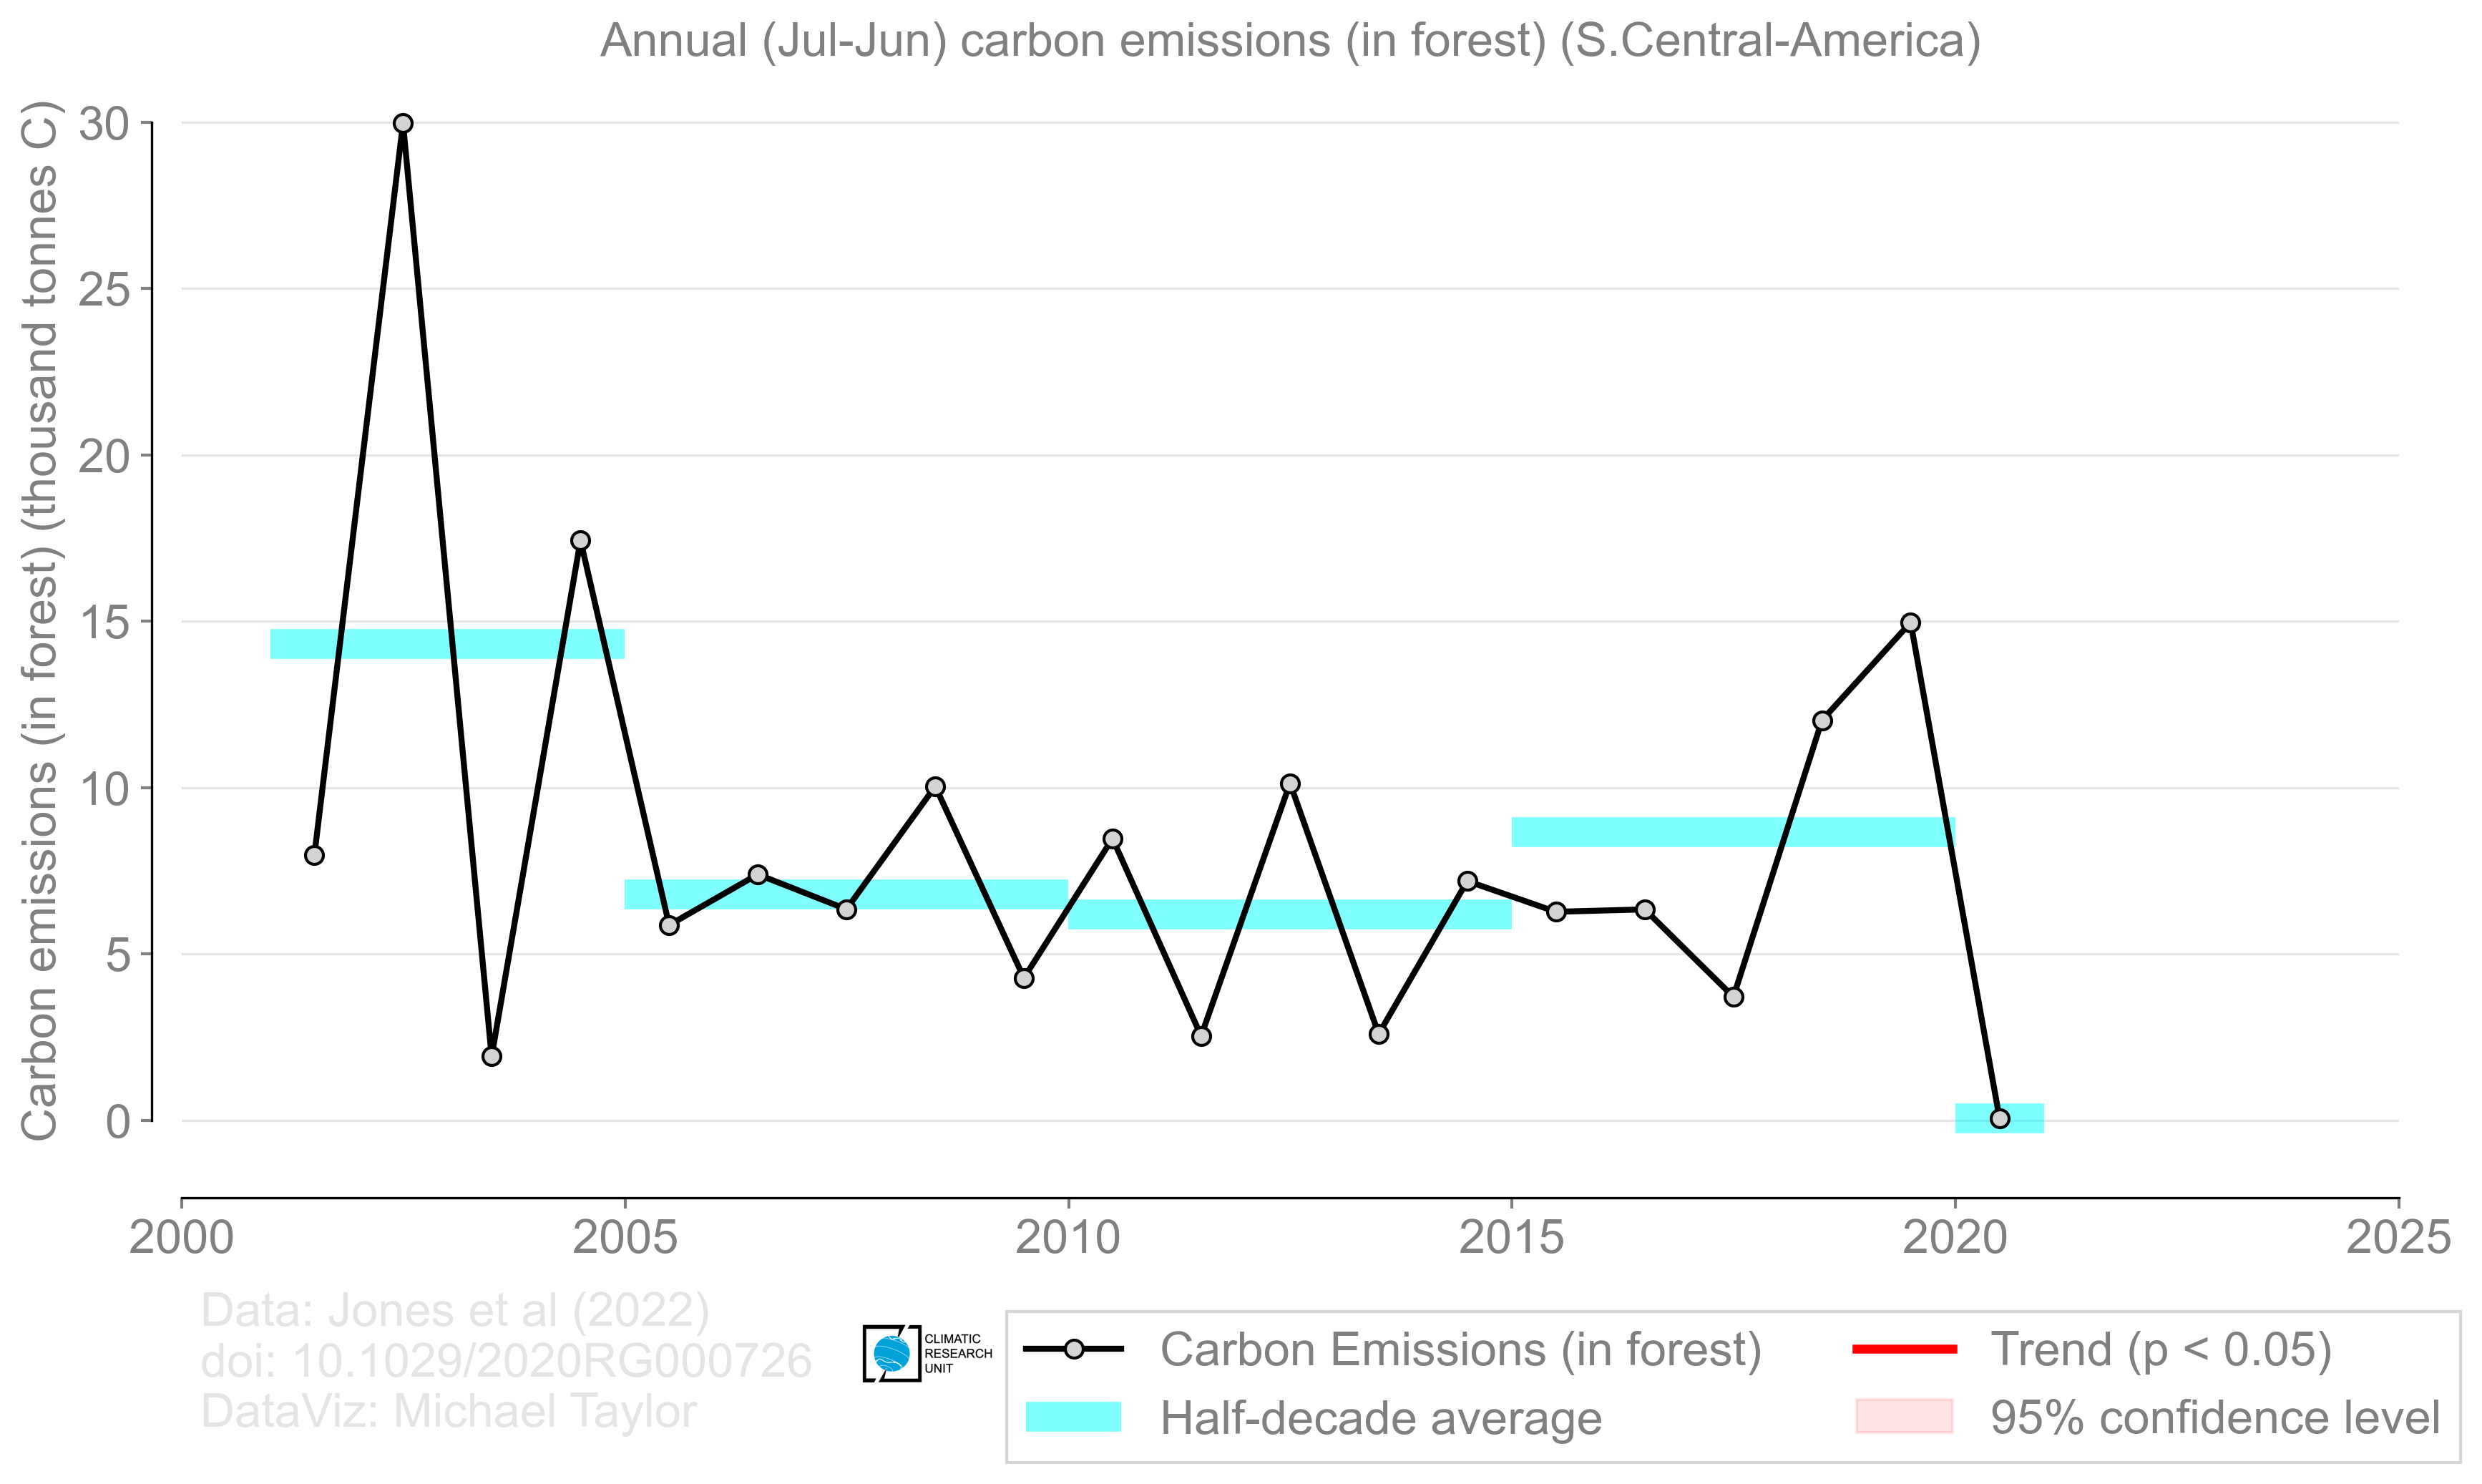 Annual (Jul-Jun) carbon emissions (in forest) (S.Central-America)
Carbon emissions (in forest) (thousand tonnes C)
30
25
20
15
10
5
0
2000
2005
2010
2015
2020
2025
Data: Jones et al (2022)
doi: 10.1029/2020RG000726
DataViz: Michael Taylor
CLIMATIC
RESEARCH
UNIT
Carbon Emissions (in forest)
Half-decade average
Trend (p < 0.05)
95% confidence level